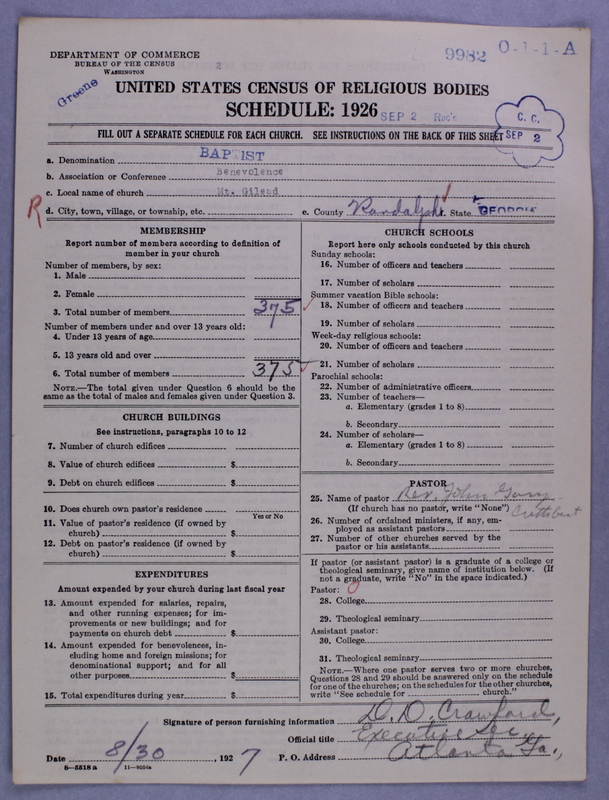 DEPARTMENT OF COMMERCE
BUREAU OF THE CENSUS
WASHINGTON
2
9982 O-1-1-A
Greene
UNITED STATES CENSUS OF RELIGIOUS BODIES
SCHEDULE: 1926
SEP 2 Rec'd
C. C.
SEP 2
FILL OUT A SEPARATE SCHEDULE FOR EACH CHURCH. SEE INSTRUCTIONS ON THE BACK OF THIS SHEET
a. Denomination BAPTIST
b. Association or Conference Benevolence
c. Local name of church Mt. Gilead
R d. City, town, village, or township, etc. e. County Randolph f. State GEORGIA
MEMBERSHIP
Report number of members according to definition of
member in your church
Number of members, by sex:
1. Male
2. Female
3. Total number of members 375
Number of members under and over 13 years old:
4. Under 13 years of age
5. 13 years old and over
6. Total number of members 375
NOTE.—The total given under Question 6 should be the
same as the total of males and females given under Question 3.
CHURCH BUILDINGS
See instructions, paragraphs 10 to 12
7. Number of church edifices
8. Value of church edifices $
9. Debt on church edifices $
10. Does church own pastor's residence
Yes or No
11. Value of pastor's residence (if owned by
church) $
12. Debt on pastor's residence (if owned by
church) $
EXPENDITURES
Amount expended by your church during last fiscal year
13. Amount expended for salaries, repairs,
and other running expenses; for im-
provements or new buildings; and for
payments on church debt $
14. Amount expended for benevolences, in-
cluding home and foreign missions; for
denominational support; and for all
other purposes $
15. Total expenditures during year $
CHURCH SCHOOLS
Report here only schools conducted by this church
Sunday schools:
16. Number of officers and teachers
17. Number of scholars
Summer vacation Bible schools:
18. Number of officers and teachers
19. Number of scholars
Week-day religious schools:
20. Number of officers and teachers
21. Number of scholars
Parochial schools:
22. Number of administrative officers
23. Number of teachers—
a. Elementary (grades 1 to 8)
b. Secondary
24. Number of scholars—
a. Elementary (grades 1 to 8)
b. Secondary
PASTOR
25. Name of pastor Rev. John Gary
(If church has no pastor, write "None") Cuthbert
26. Number of ordained ministers, if any, em-
ployed as assistant pastors
27. Number of other churches served by the
pastor or his assistants
If pastor (or assistant pastor) is a graduate of a college or
theological seminary, give name of institution below. (If
not a graduate, write "No" in the space indicated.)
Pastor: 0
28. College
29. Theological seminary
Assistant pastor:
30. College
31. Theological seminary
NOTE.—Where one pastor serves two or more churches,
Questions 28 and 29 should be answered only on the schedule
for one of the churches; on the schedules for the other churches,
write "See schedule for church."
Signature of person furnishing information D. D. Crawford,
Official title Executive Sec.,
Date 8/30, 1927 P. O. Address Atlanta Ga.,
8—5518 a 11—9054a